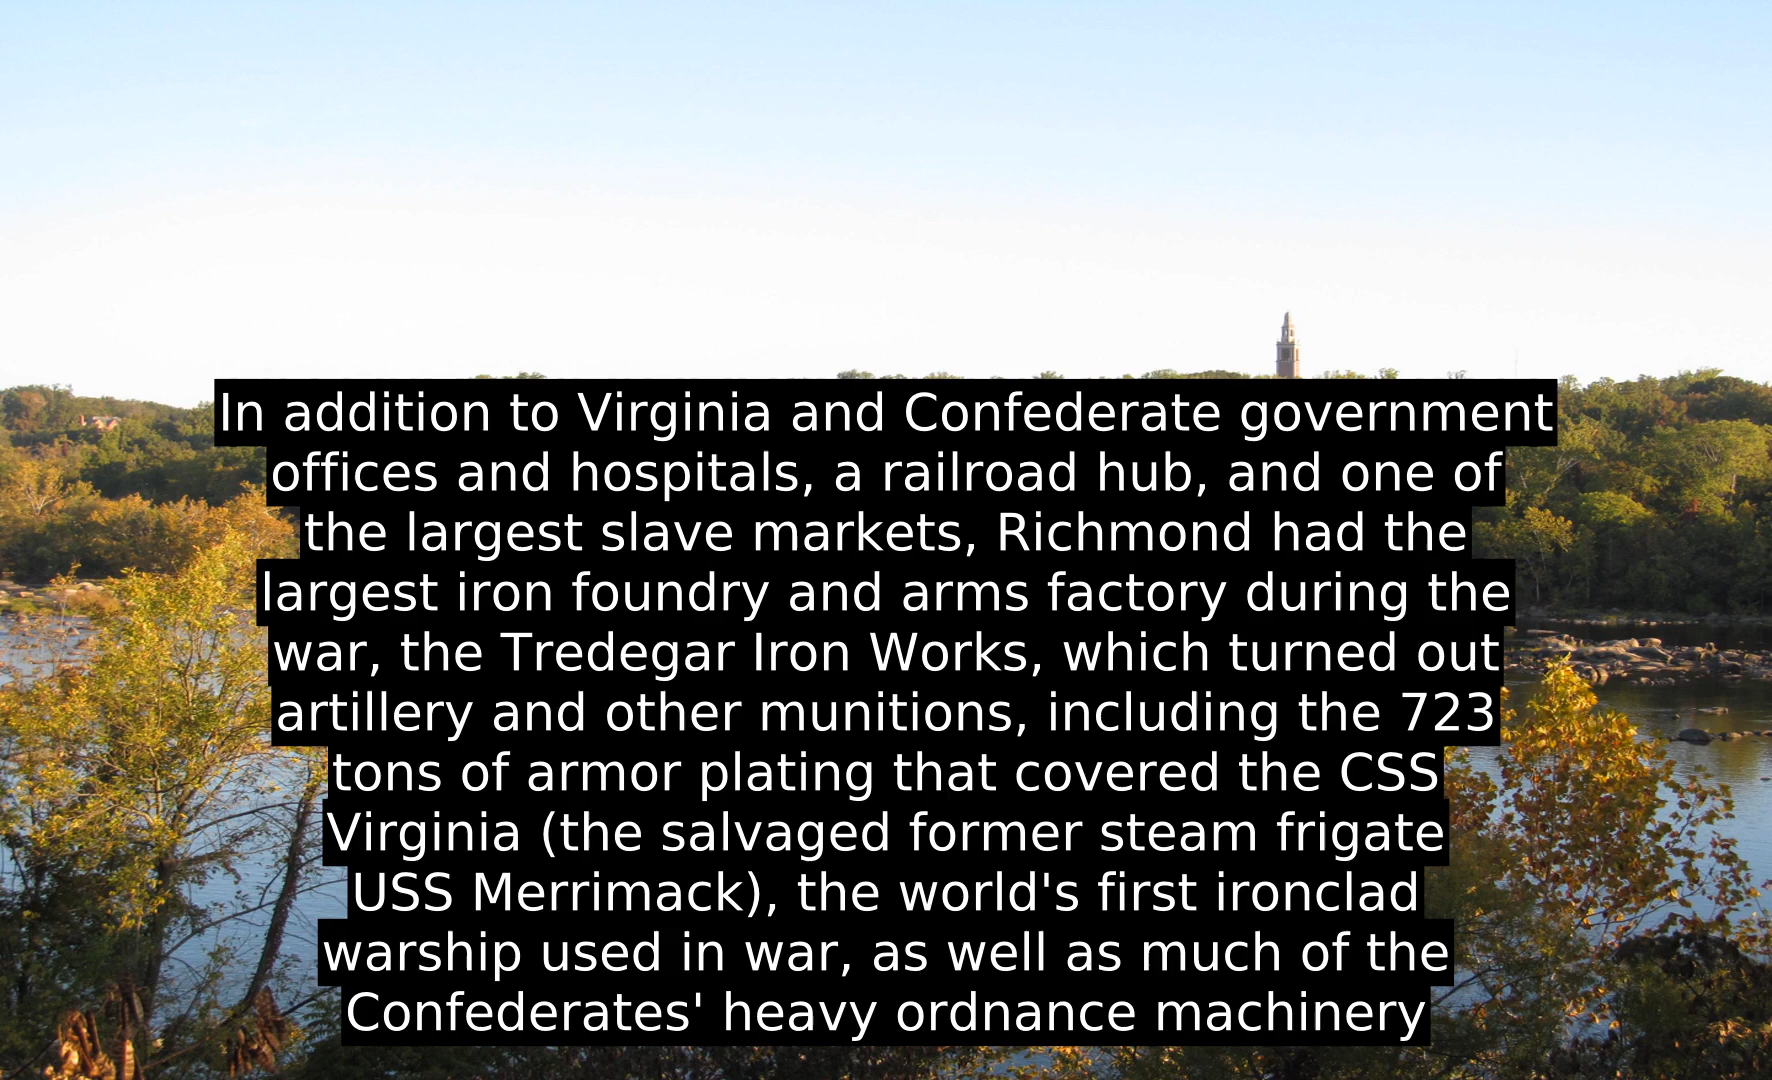 In addition to Virginia and Confederate government
offices and hospitals, a railroad hub, and one of
the largest slave markets, Richmond had the
largest iron foundry and arms factory during the
war, the Tredegar Iron Works, which turned out
artillery and other munitions, including the 723
tons of armor plating that covered the CSS
Virginia (the salvaged former steam frigate
USS Merrimack), the world's first ironclad
warship used in war, as well as much of the
Confederates' heavy ordnance machinery